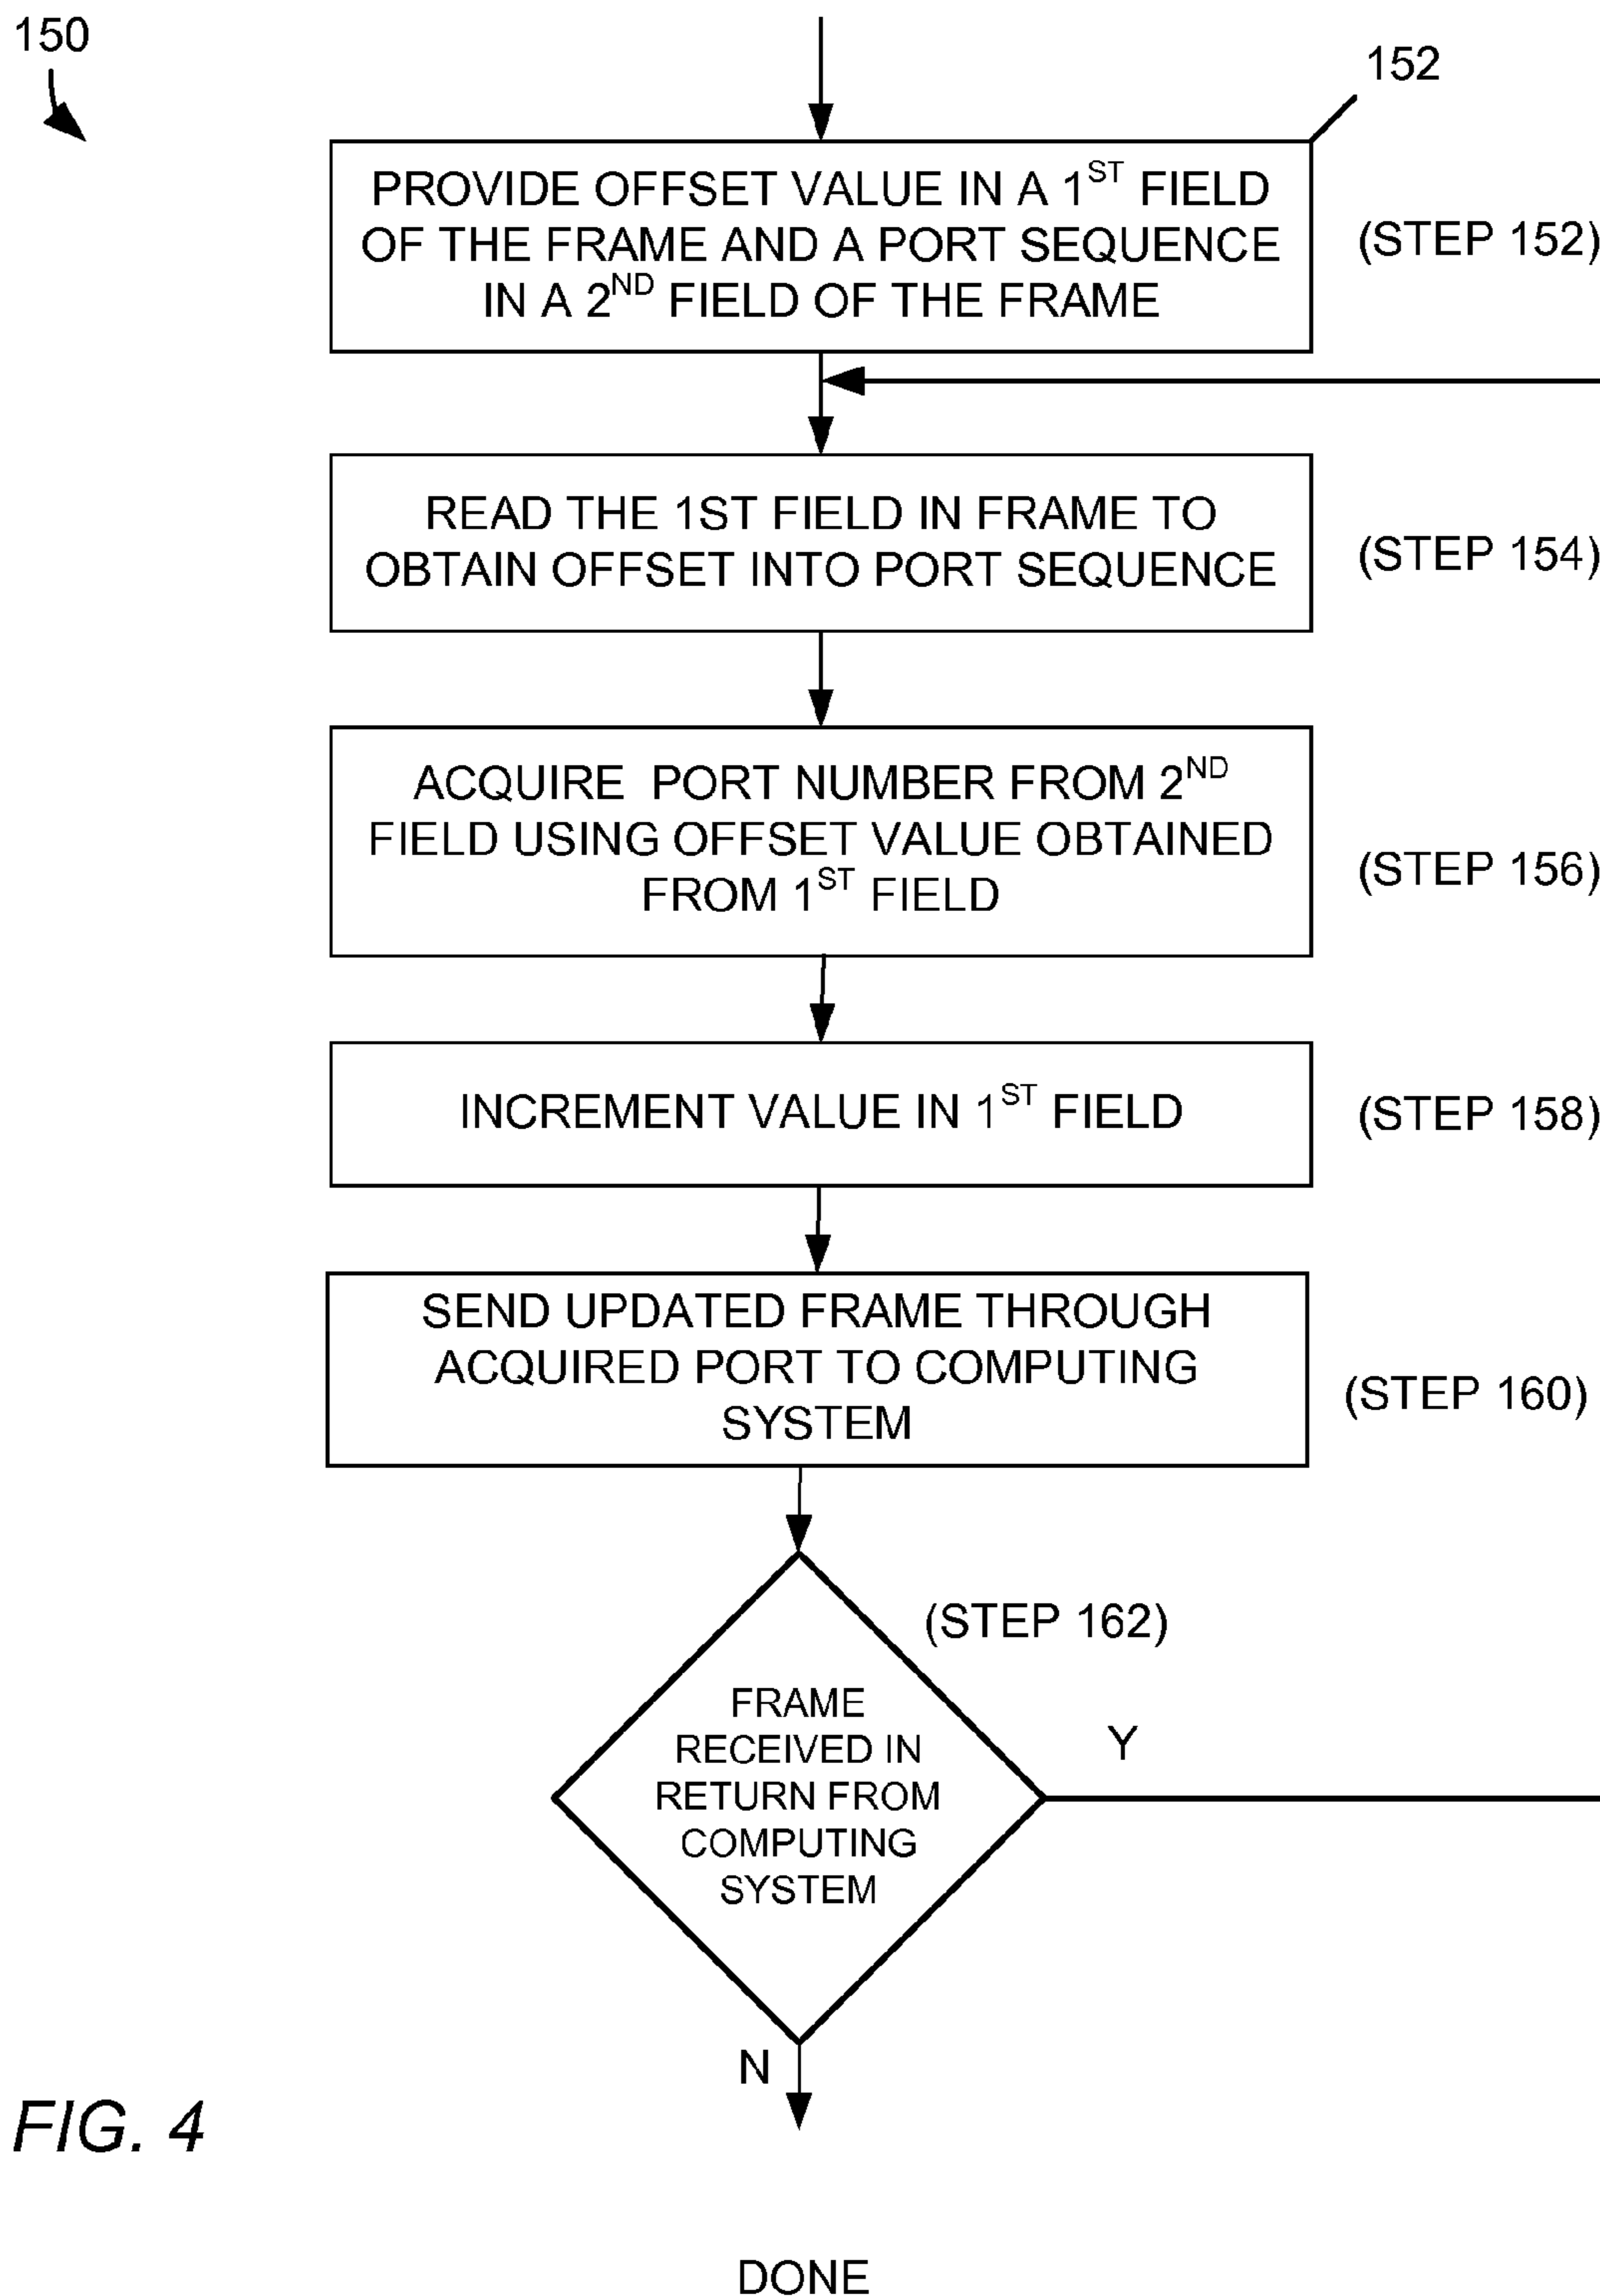 150
152
PROVIDE OFFSET VALUE IN A 1ST FIELD
OF THE FRAME AND A PORT SEQUENCE
IN A 2ND FIELD OF THE FRAME
(STEP 152)
READ THE 1ST FIELD IN FRAME TO
OBTAIN OFFSET INTO PORT SEQUENCE
(STEP 154)
ACQUIRE PORT NUMBER FROM 2ND
FIELD USING OFFSET VALUE OBTAINED
FROM 1ST FIELD
(STEP 156)
INCREMENT VALUE IN 1ST FIELD
(STEP 158)
SEND UPDATED FRAME THROUGH
ACQUIRED PORT TO COMPUTING
SYSTEM
(STEP 160)
(STEP 162)
FRAME
RECEIVED IN
RETURN FROM
COMPUTING
SYSTEM
Y
N
FIG. 4
DONE